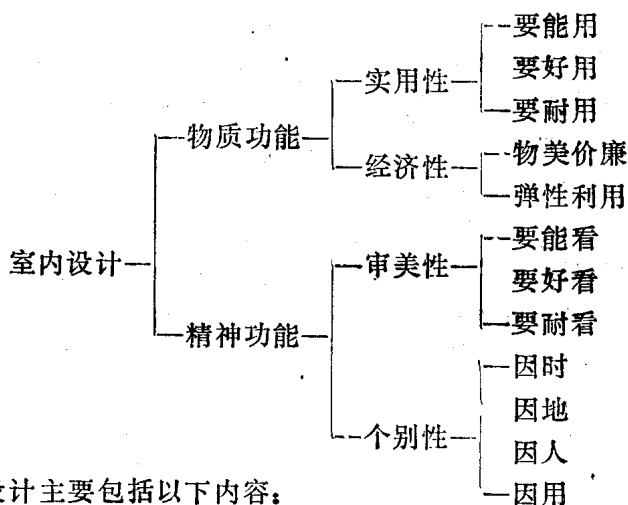 要能用
实用性
要好用
要耐用
物质功能
经济性
物美价廉
弹性利用
室内设计
要能看
审美性
要好看
要耐看
精神功能
因时
因地
个别性
因人
因用
设计主要包括以下内容：